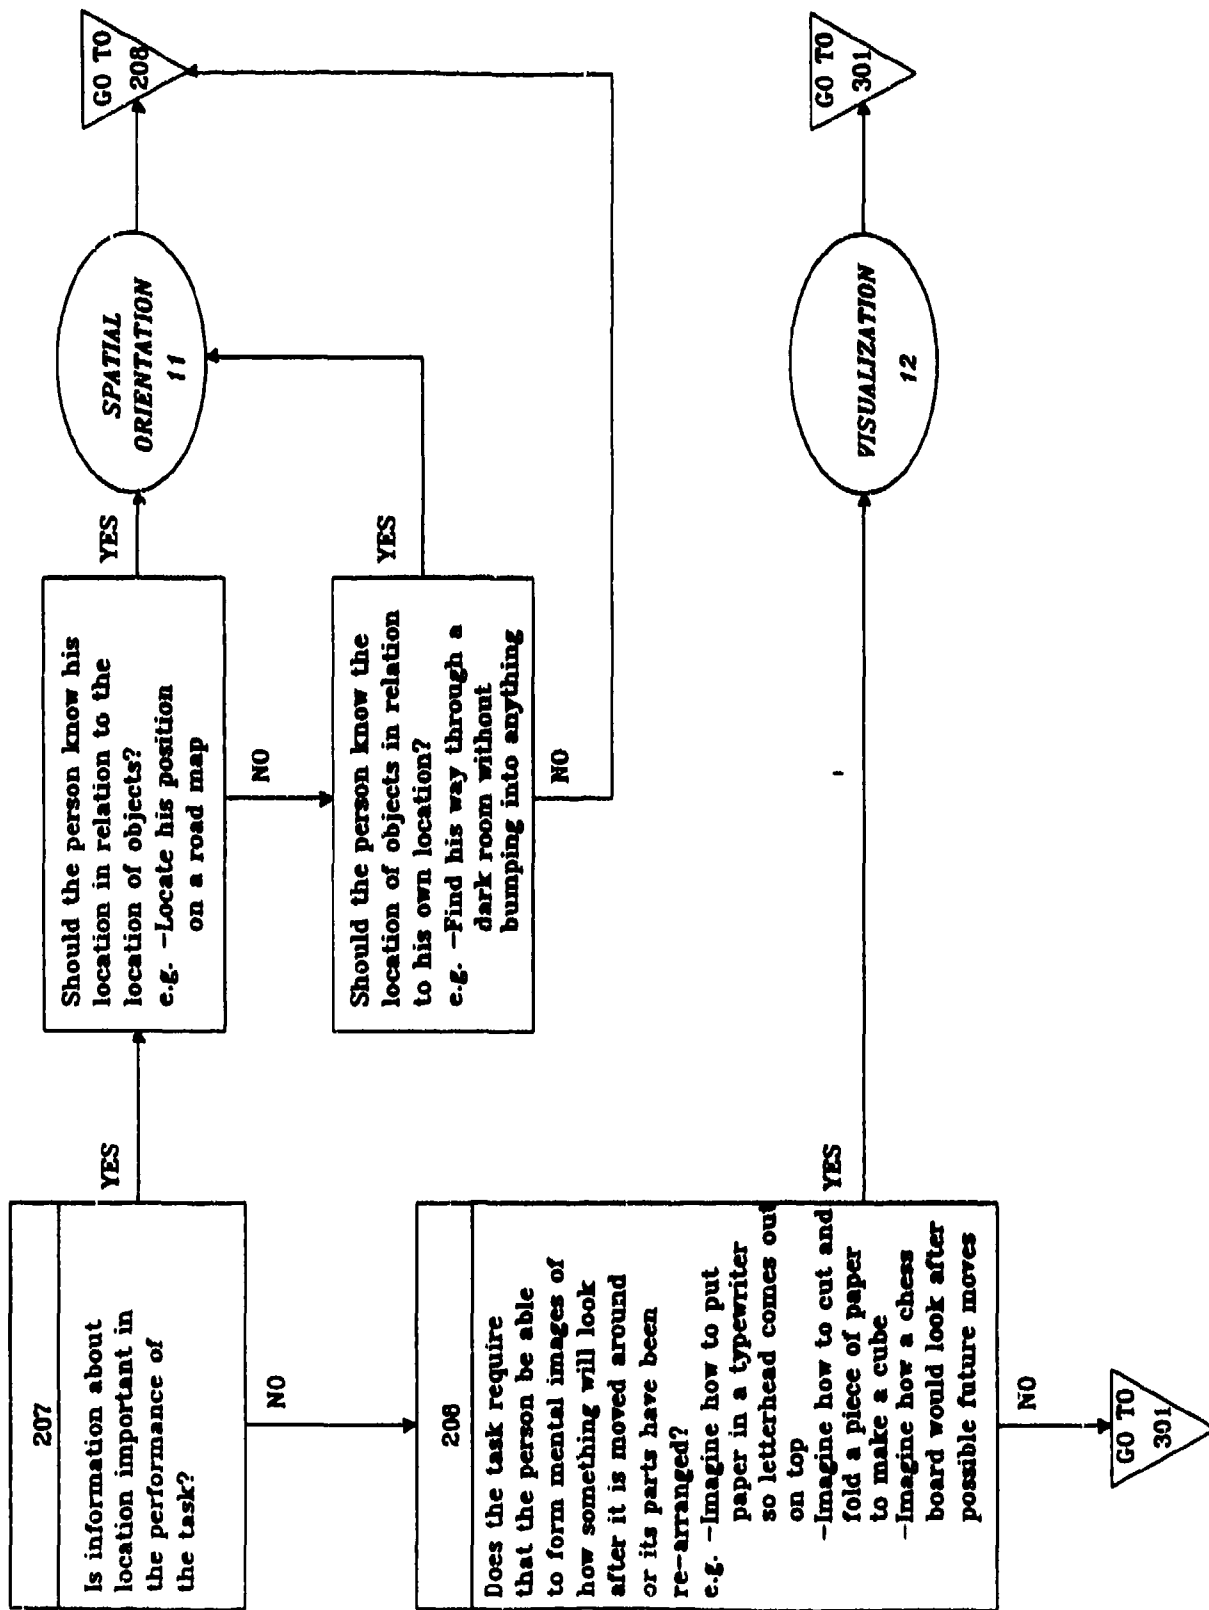 207
Is information about
location important in
the performance of
the task?
YES
NO
Should the person know his
location in relation to the
location of objects?
e.g. -Locate his position
on a road map
YES
NO
SPATIAL
ORIENTATION
11
GO TO
208
Should the person know the
location of objects in relation
to his own location?
e.g. -Find his way through a
dark room without
bumping into anything
YES
NO
208
Does the task require
that the person be able
to form mental images of
how something will look
after it is moved around
or its parts have been
re-arranged?
e.g. -Imagine how to put
paper in a typewriter
so letterhead comes out
on top
-Imagine how to cut and
fold a piece of paper
to make a cube
-Imagine how a chess
board would look after
possible future moves
YES
NO
VISUALIZATION
12
GO TO
301
GO TO
301